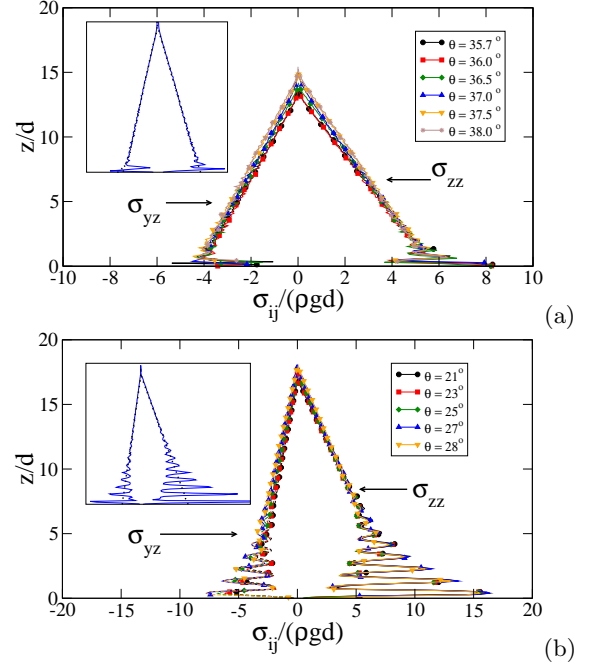 20
15
10
5
0
z/d
θ = 35.7 °
θ = 36.0 °
θ = 36.5 °
θ = 37.0 °
θ = 37.5 °
θ = 38.0 °
σzz
σyz
-10 -8 -6 -4 -2 0 2 4 6 8 10
σij/(ρgd)
(a)
20
15
10
5
0
z/d
θ = 21°
θ = 23°
θ = 25°
θ = 27°
θ = 28°
σzz
σyz
-20 -15 -10 -5 0 5 10 15 20
σij/(ρgd)
(b)